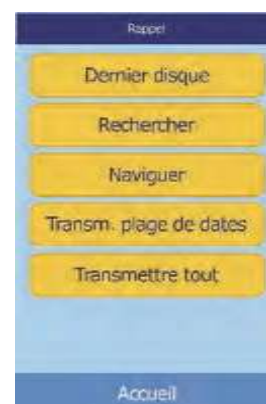 Rappel
Dernier disque
Rechercher
Naviguer
Transm. plage de dates
Transmettre tout
Accueil